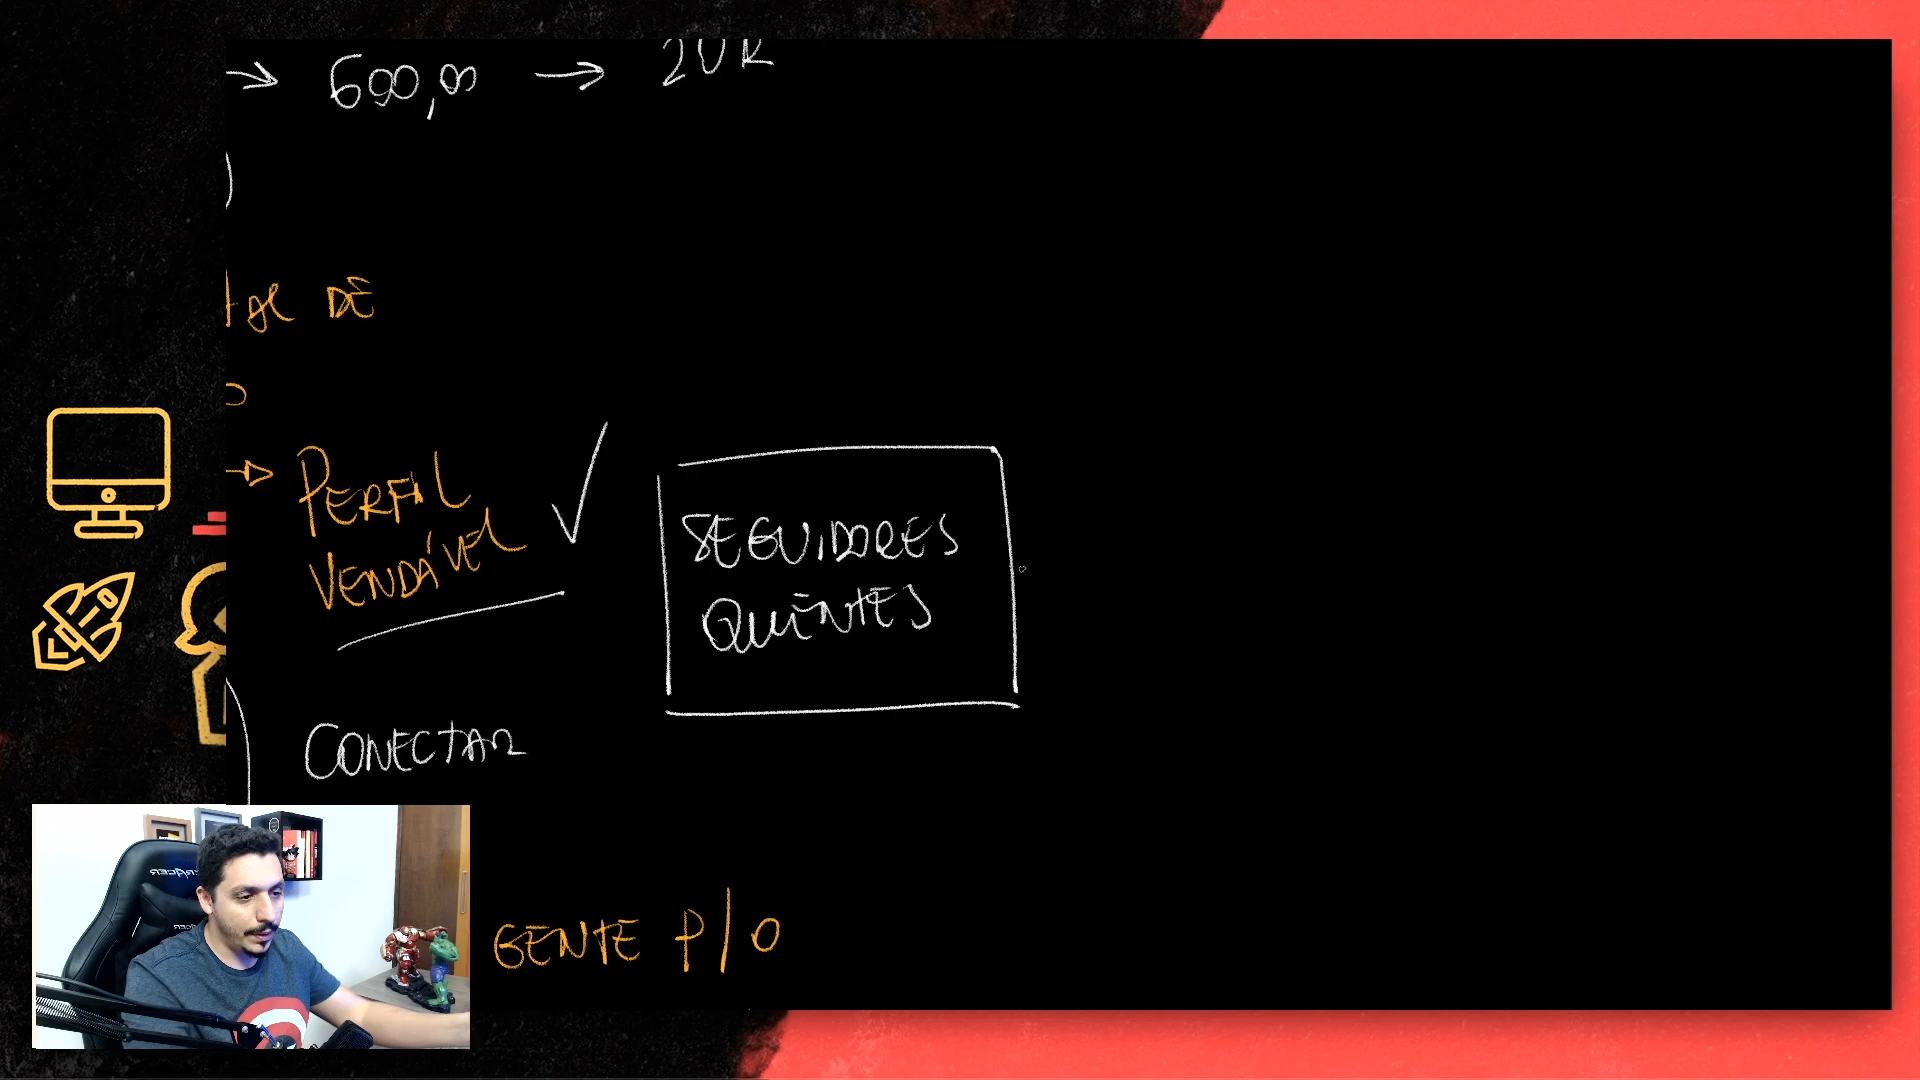 → 600,00 → 20K
DE
→ PERFIL
VENDÁVEL
SEGUIDORES
QUENTES
CONECTAR
GENTE P/ O